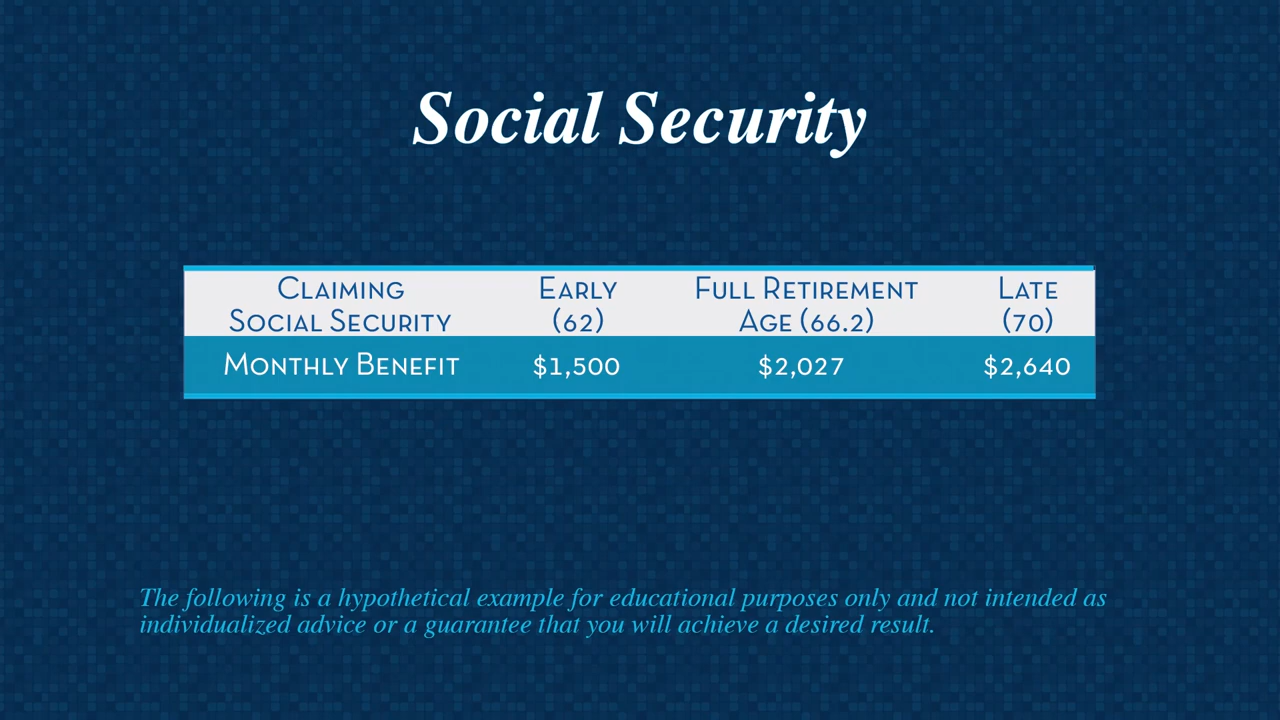 Social Security
Claiming Social Security Early (62) Full Retirement Age (66.2) Late (70)
Monthly Benefit $1,500 $2,027 $2,640
The following is a hypothetical example for educational purposes only and not intended as
individualized advice or a guarantee that you will achieve a desired result.